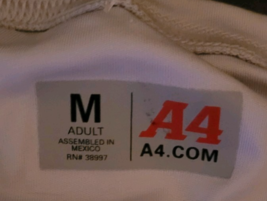 M
ADULT
ASSEMBLED IN
MEXICO
RN# 38997
A4
A4.COM